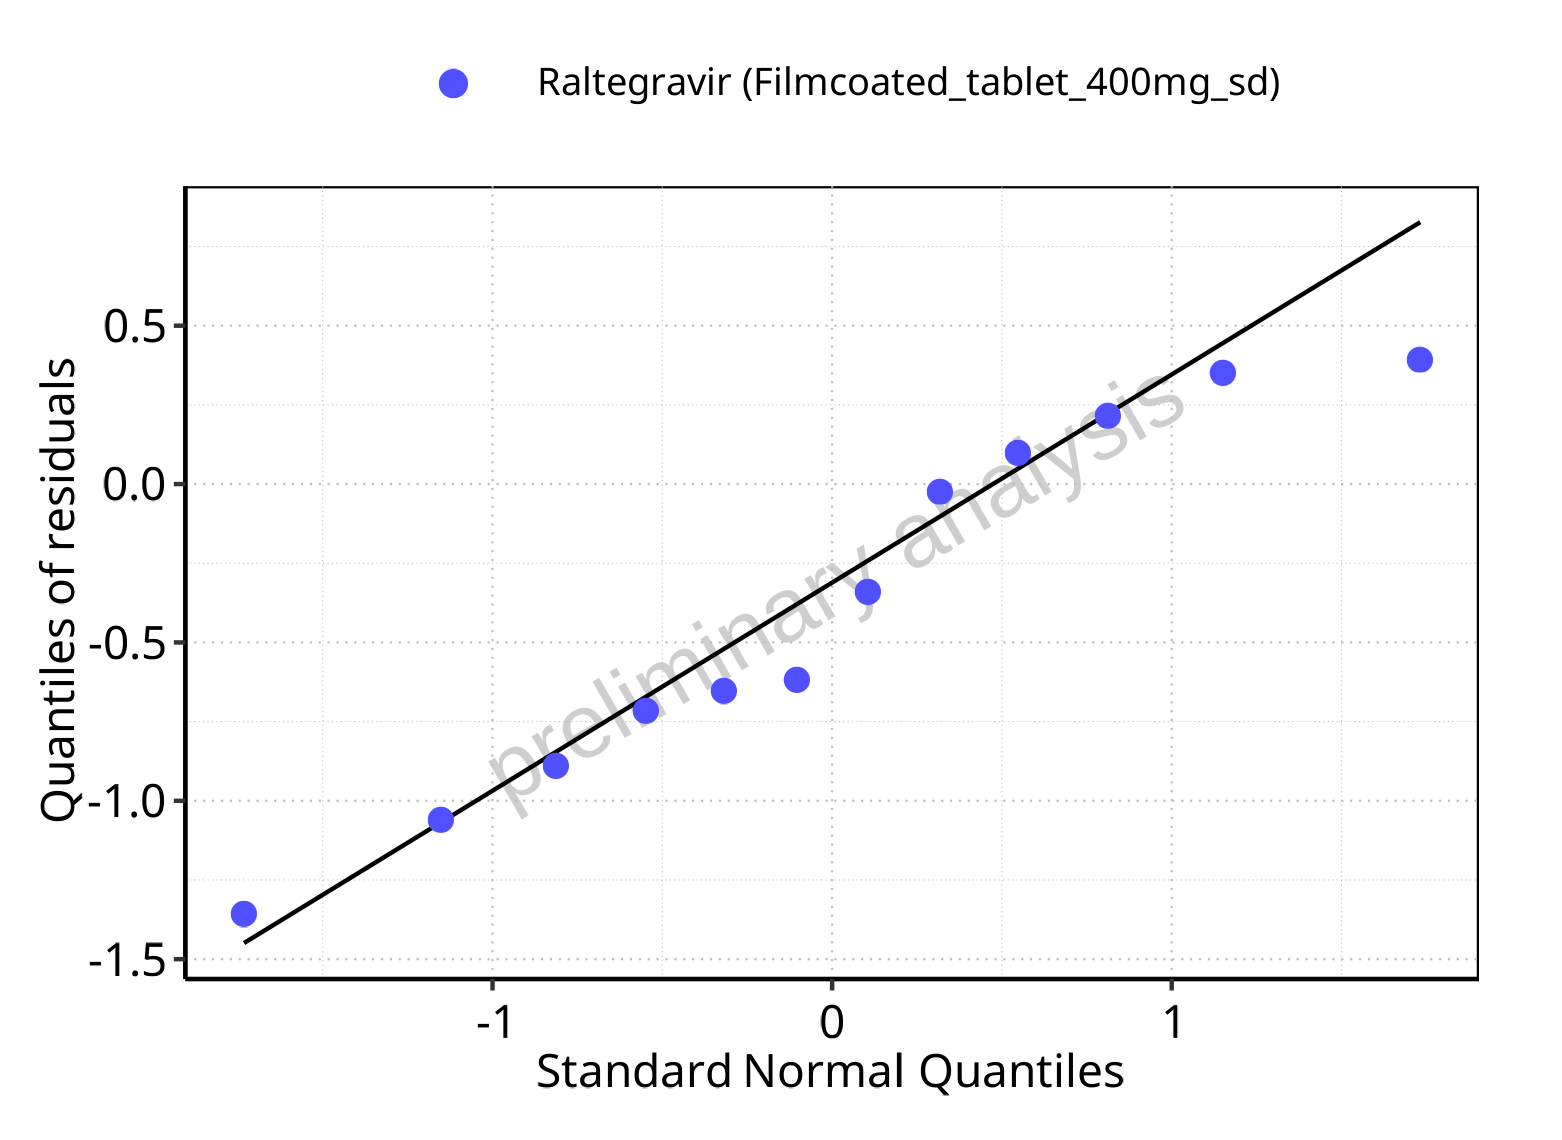 Raltegravir (Filmcoated_tablet_400mg_sd)
Quantiles of residuals
0.5
0.0
-0.5
-1.0
-1.5
preliminary analysis
-1
0
1
Standard Normal Quantiles